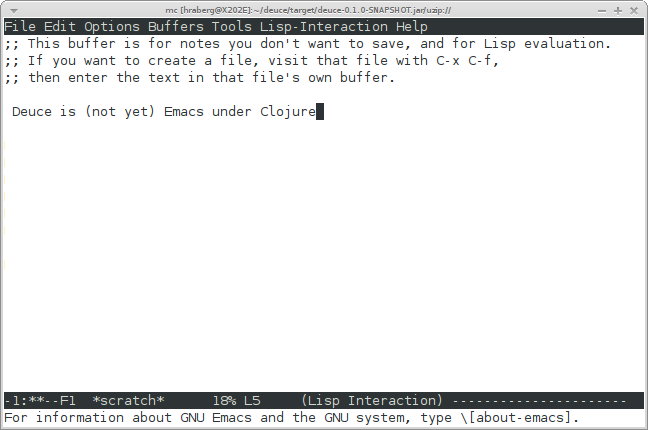 mc [hraberg@X202E]:~/deuce/target/deuce-0.1.0-SNAPSHOT.jar/uzip://
File Edit Options Buffers Tools Lisp-Interaction Help
;; This buffer is for notes you don't want to save, and for Lisp evaluation.
;; If you want to create a file, visit that file with C-x C-f,
;; then enter the text in that file's own buffer.
Deuce is (not yet) Emacs under Clojure
-1:**--F1  *scratch*      18% L5     (Lisp Interaction) ----------------------
For information about GNU Emacs and the GNU system, type \[about-emacs].